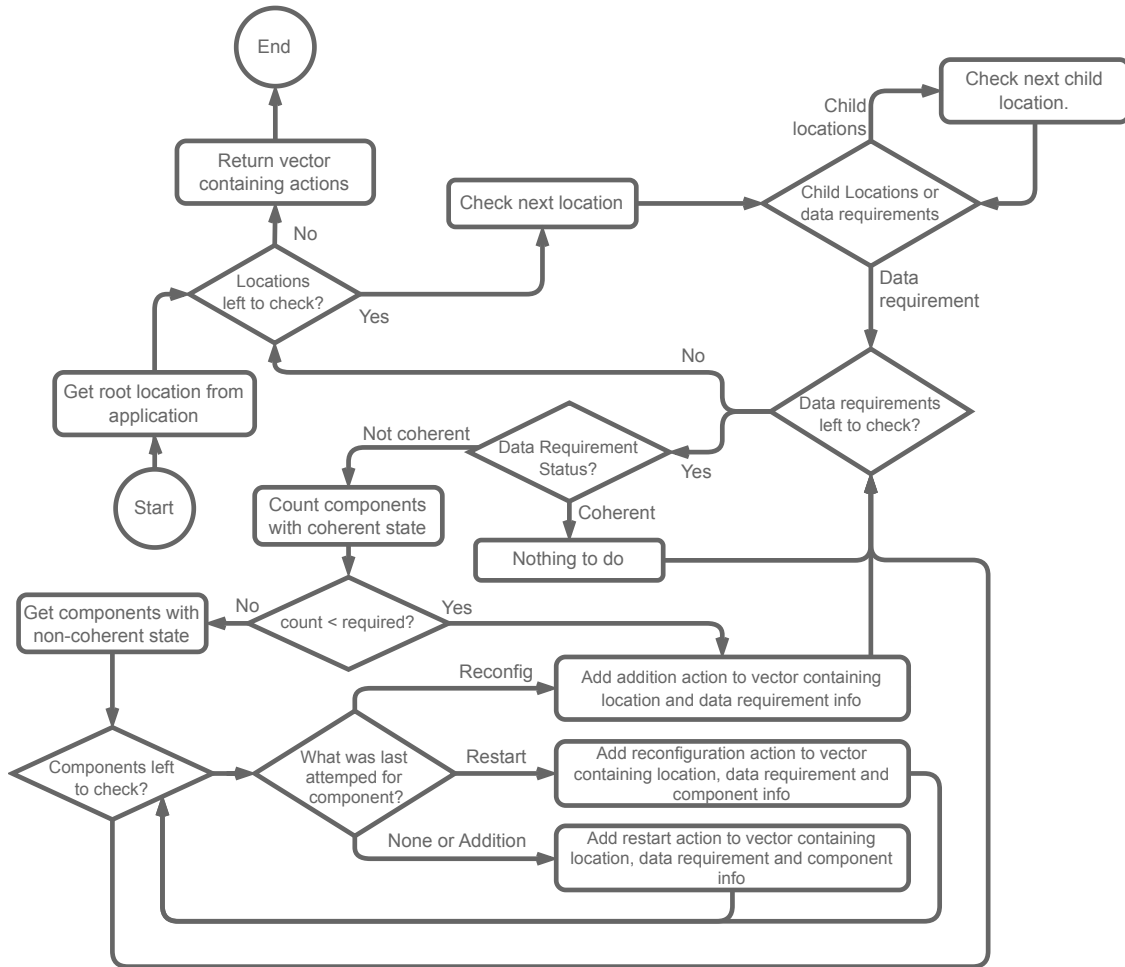 End
Check next child
location.
Child
locations
Return vector
containing actions
Check next location
Child Locations or
data requirements
No
Locations
left to check?
Yes
Data
requirement
No
Get root location from
application
Data requirements
left to check?
Not coherent
Data Requirement
Status?
Yes
Start
Count components
with coherent state
Coherent
Nothing to do
Get components with
non-coherent state
No
count < required?
Yes
Reconfig
Add addition action to vector containing
location and data requirement info
Components left
to check?
What was last
attemped for
component?
Restart
Add reconfiguration action to vector
containing location, data requirement and
component info
None or Addition
Add restart action to vector containing
location, data requirement and component
info